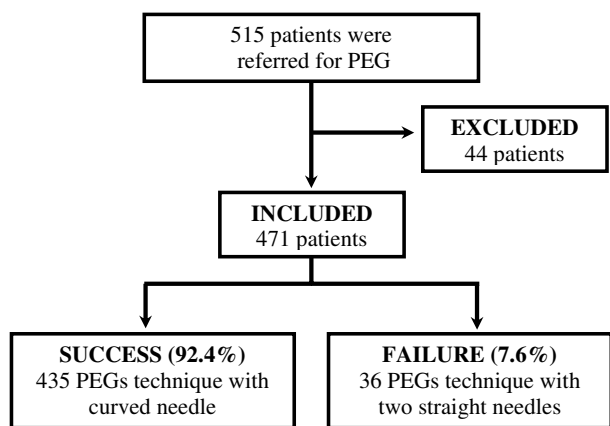 515 patients were
referred for PEG
EXCLUDED
44 patients
INCLUDED
471 patients
SUCCESS (92.4%)
435 PEGs technique with
curved needle
FAILURE (7.6%)
36 PEGs technique with
two straight needles